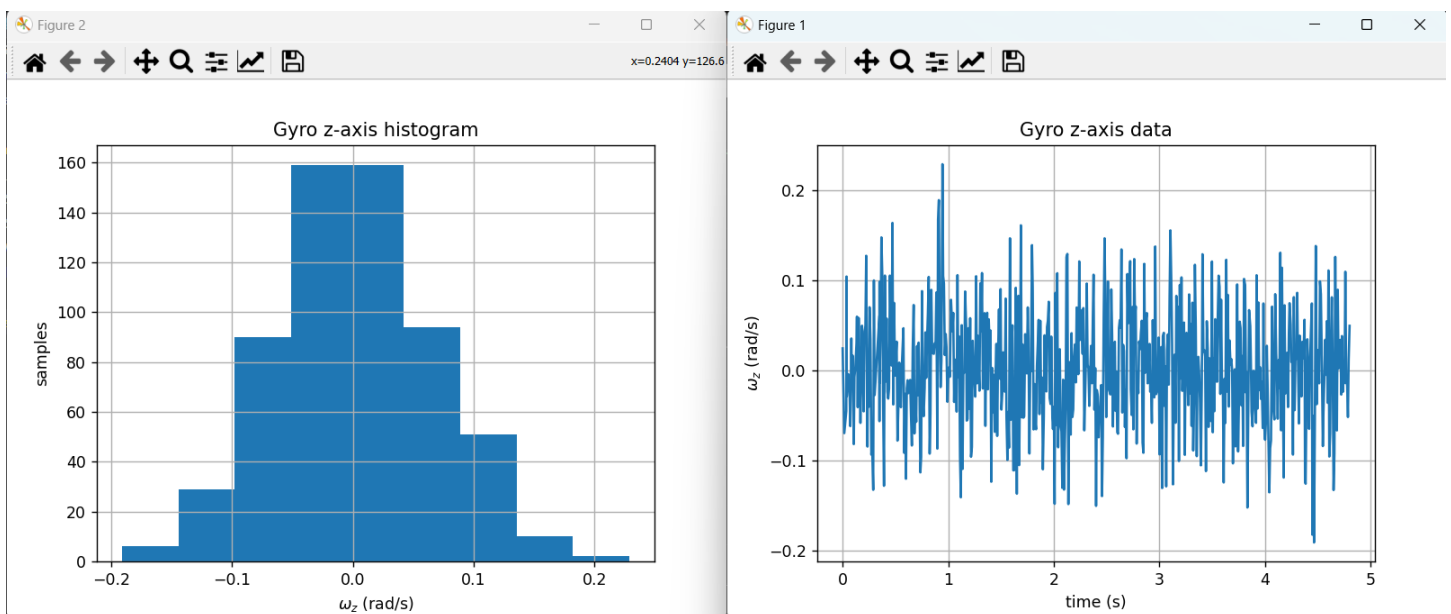 Figure 2
x=0.2404 y=126.6
Gyro z-axis histogram
160
140
120
100
80
60
40
20
0
samples
−0.2 −0.1 0.0 0.1 0.2
ω_z (rad/s)
Figure 1
Gyro z-axis data
0.2
0.1
0.0
−0.1
−0.2
ω_z (rad/s)
0 1 2 3 4 5
time (s)